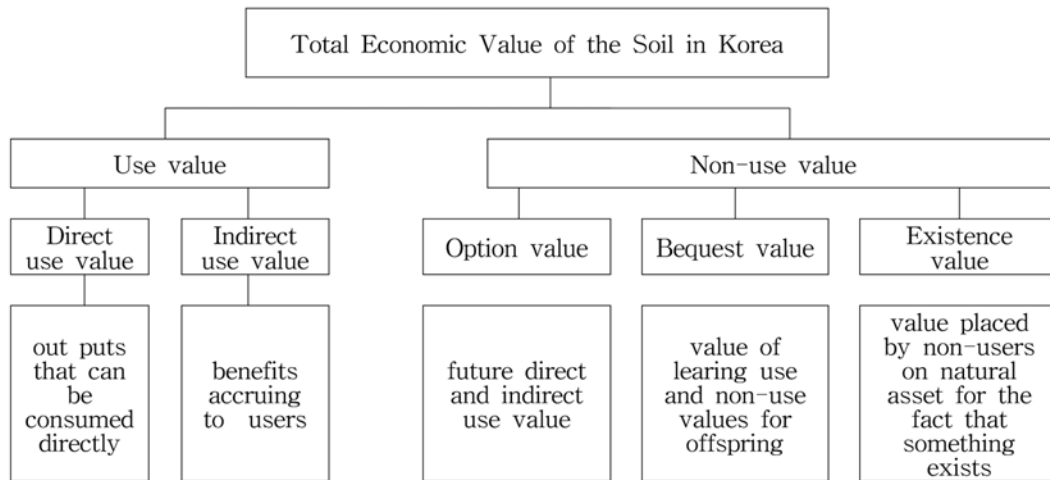 Total Economic Value of the Soil in Korea
Use value
Non-use value
Direct
use value
Indirect
use value
Option value
Bequest value
Existence
value
out puts
that can
be
consumed
directly
benefits
accruing
to users
future direct
and indirect
use value
value of
learing use
and non-use
values for
offspring
value placed
by non-users
on natural
asset for the
fact that
something
exists